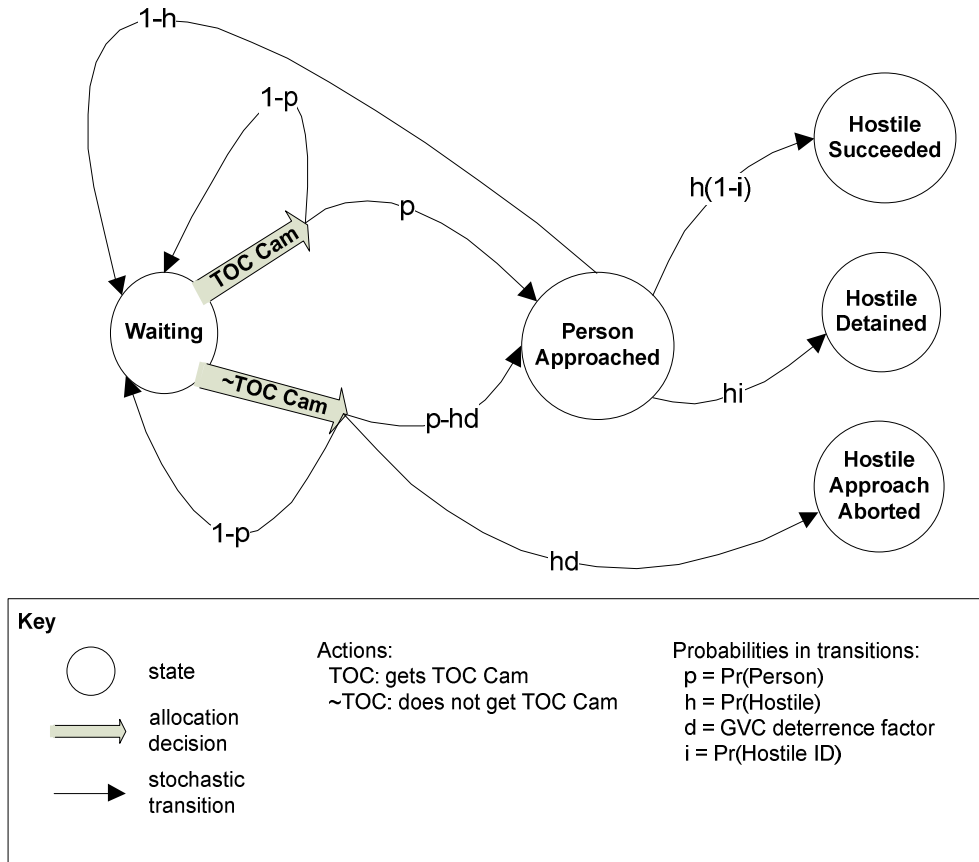 1-h
1-p
Hostile
Succeeded
h(1-i)
p
TOC Cam
Waiting
Person
Approached
Hostile
Detained
~TOC Cam
hi
p-hd
Hostile
Approach
Aborted
1-p
hd
Key
state
allocation
decision
stochastic
transition
Actions:
TOC: gets TOC Cam
~TOC: does not get TOC Cam
Probabilities in transitions:
p = Pr(Person)
h = Pr(Hostile)
d = GVC deterrence factor
i = Pr(Hostile ID)